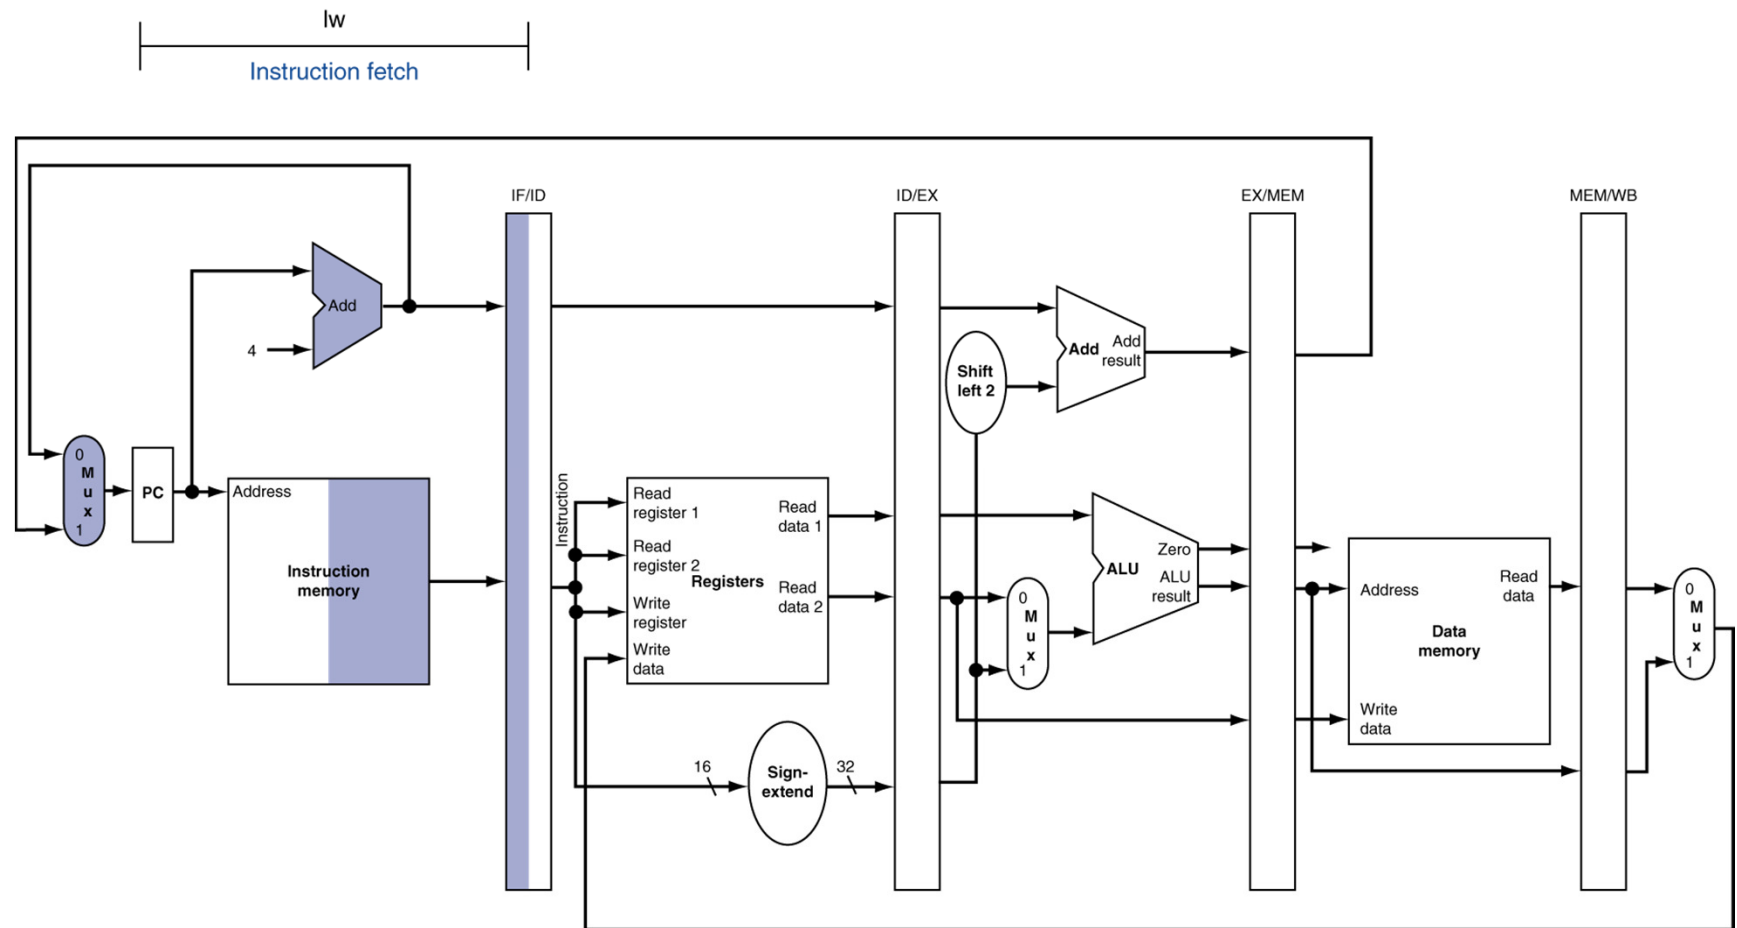 lw
Instruction fetch
IF/ID
ID/EX
EX/MEM
MEM/WB
Add
4
0
M
u
x
1
PC
Address
Instruction
memory
Instruction
Read
register 1
Read
register 2
Write
register
Write
data
Registers
Read
data 1
Read
data 2
16
Sign-
extend
32
Shift
left 2
Add
Add
result
0
M
u
x
1
ALU
Zero
ALU
result
Address
Write
data
Data
memory
Read
data
0
M
u
x
1